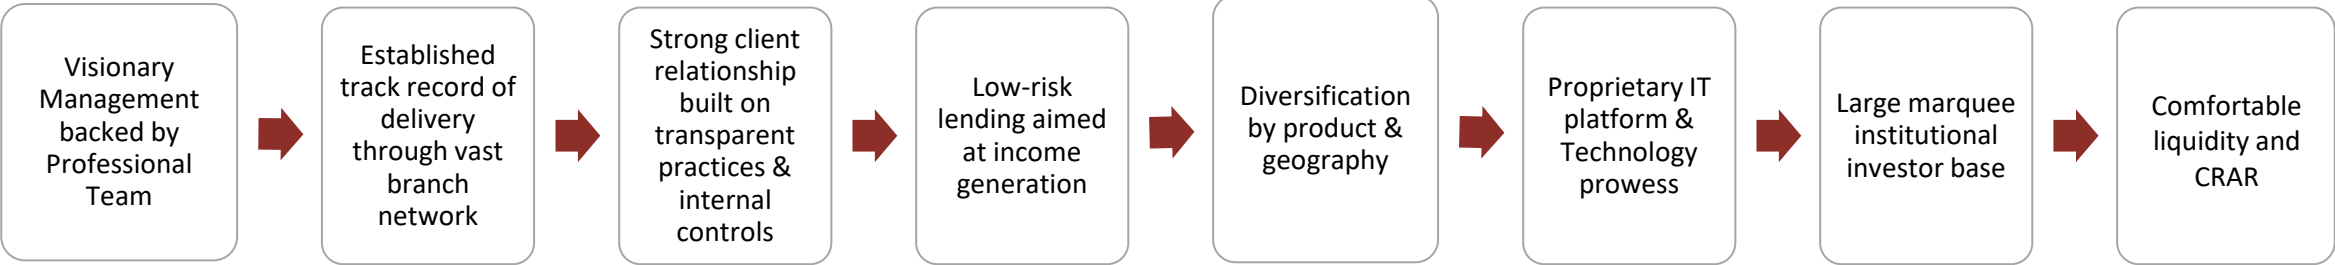 Visionary
Management
backed by
Professional
Team
Established
track record of
delivery
through vast
branch
network
Strong client
relationship
built on
transparent
practices &
internal
controls
Low-risk
lending aimed
at income
generation
Diversification
by product &
geography
Proprietary IT
platform &
Technology
prowess
Large marquee
institutional
investor base
Comfortable
liquidity and
CRAR